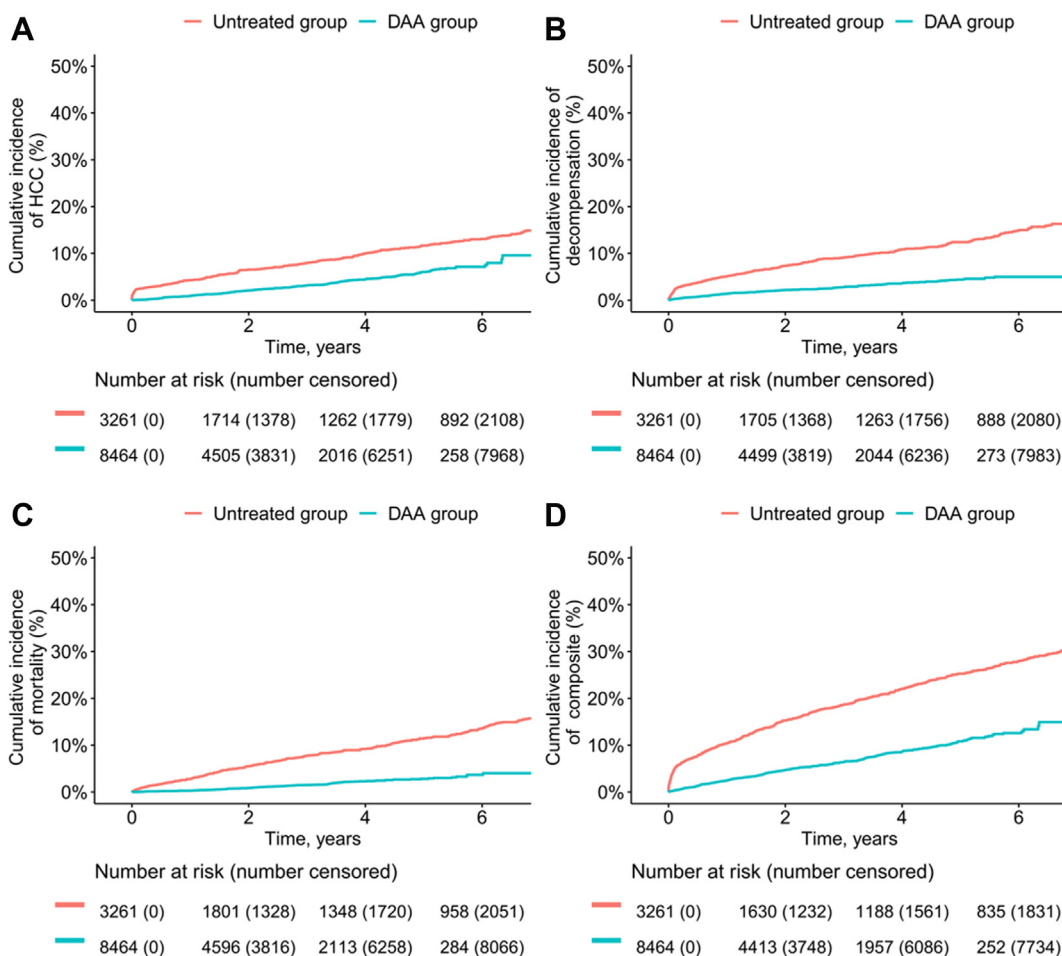 A
Untreated group DAA group
Cumulative incidence
of HCC (%)
50%
40%
30%
20%
10%
0%
0 2 4 6
Time, years
Number at risk (number censored)
3261 (0) 1714 (1378) 1262 (1779) 892 (2108)
8464 (0) 4505 (3831) 2016 (6251) 258 (7968)
B
Untreated group DAA group
Cumulative incidence of
decompensation (%)
50%
40%
30%
20%
10%
0%
0 2 4 6
Time, years
Number at risk (number censored)
3261 (0) 1705 (1368) 1263 (1756) 888 (2080)
8464 (0) 4499 (3819) 2044 (6236) 273 (7983)
C
Untreated group DAA group
Cumulative incidence
of mortality (%)
50%
40%
30%
20%
10%
0%
0 2 4 6
Time, years
Number at risk (number censored)
3261 (0) 1801 (1328) 1348 (1720) 958 (2051)
8464 (0) 4596 (3816) 2113 (6258) 284 (8066)
D
Untreated group DAA group
Cumulative incidence
of composite (%)
50%
40%
30%
20%
10%
0%
0 2 4 6
Time, years
Number at risk (number censored)
3261 (0) 1630 (1232) 1188 (1561) 835 (1831)
8464 (0) 4413 (3748) 1957 (6086) 252 (7734)